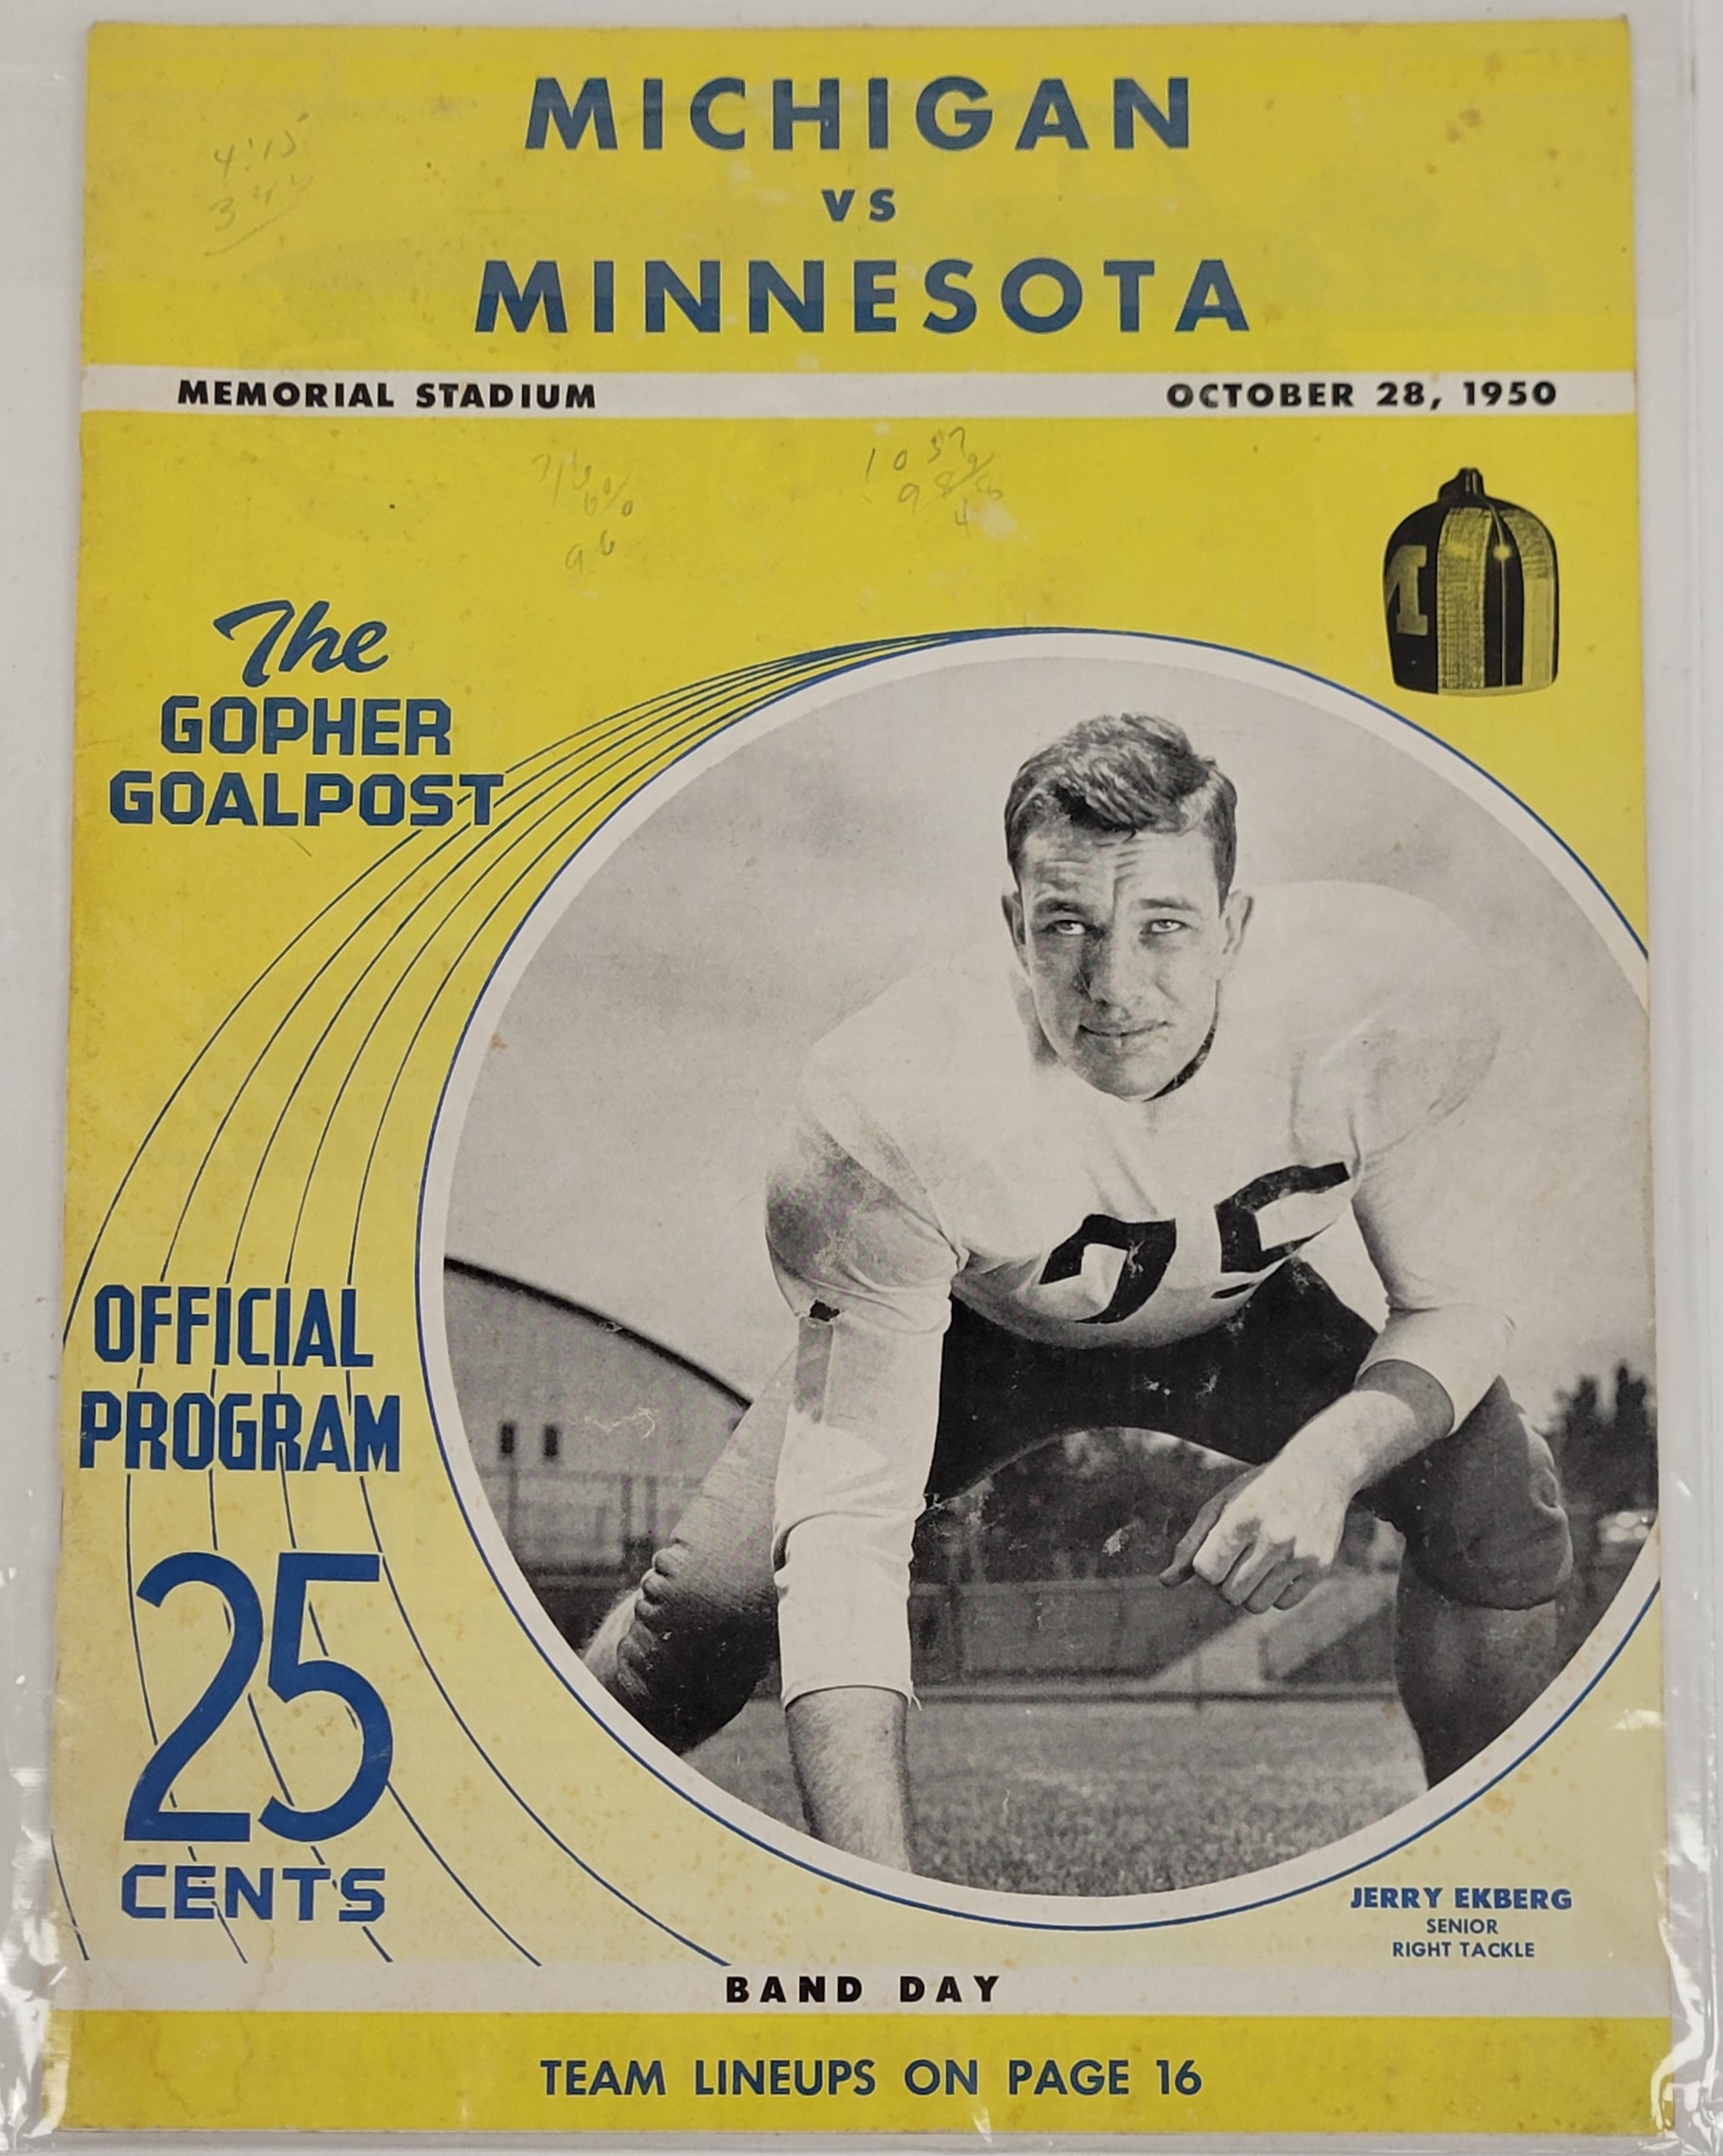 MICHIGAN
VS
MINNESOTA
MEMORIAL STADIUM OCTOBER 28, 1950
M
The
GOPHER
GOALPOST
OFFICIAL
PROGRAM
25
CENTS
JERRY EKBERG
SENIOR
RIGHT TACKLE
BAND DAY
TEAM LINEUPS ON PAGE 16